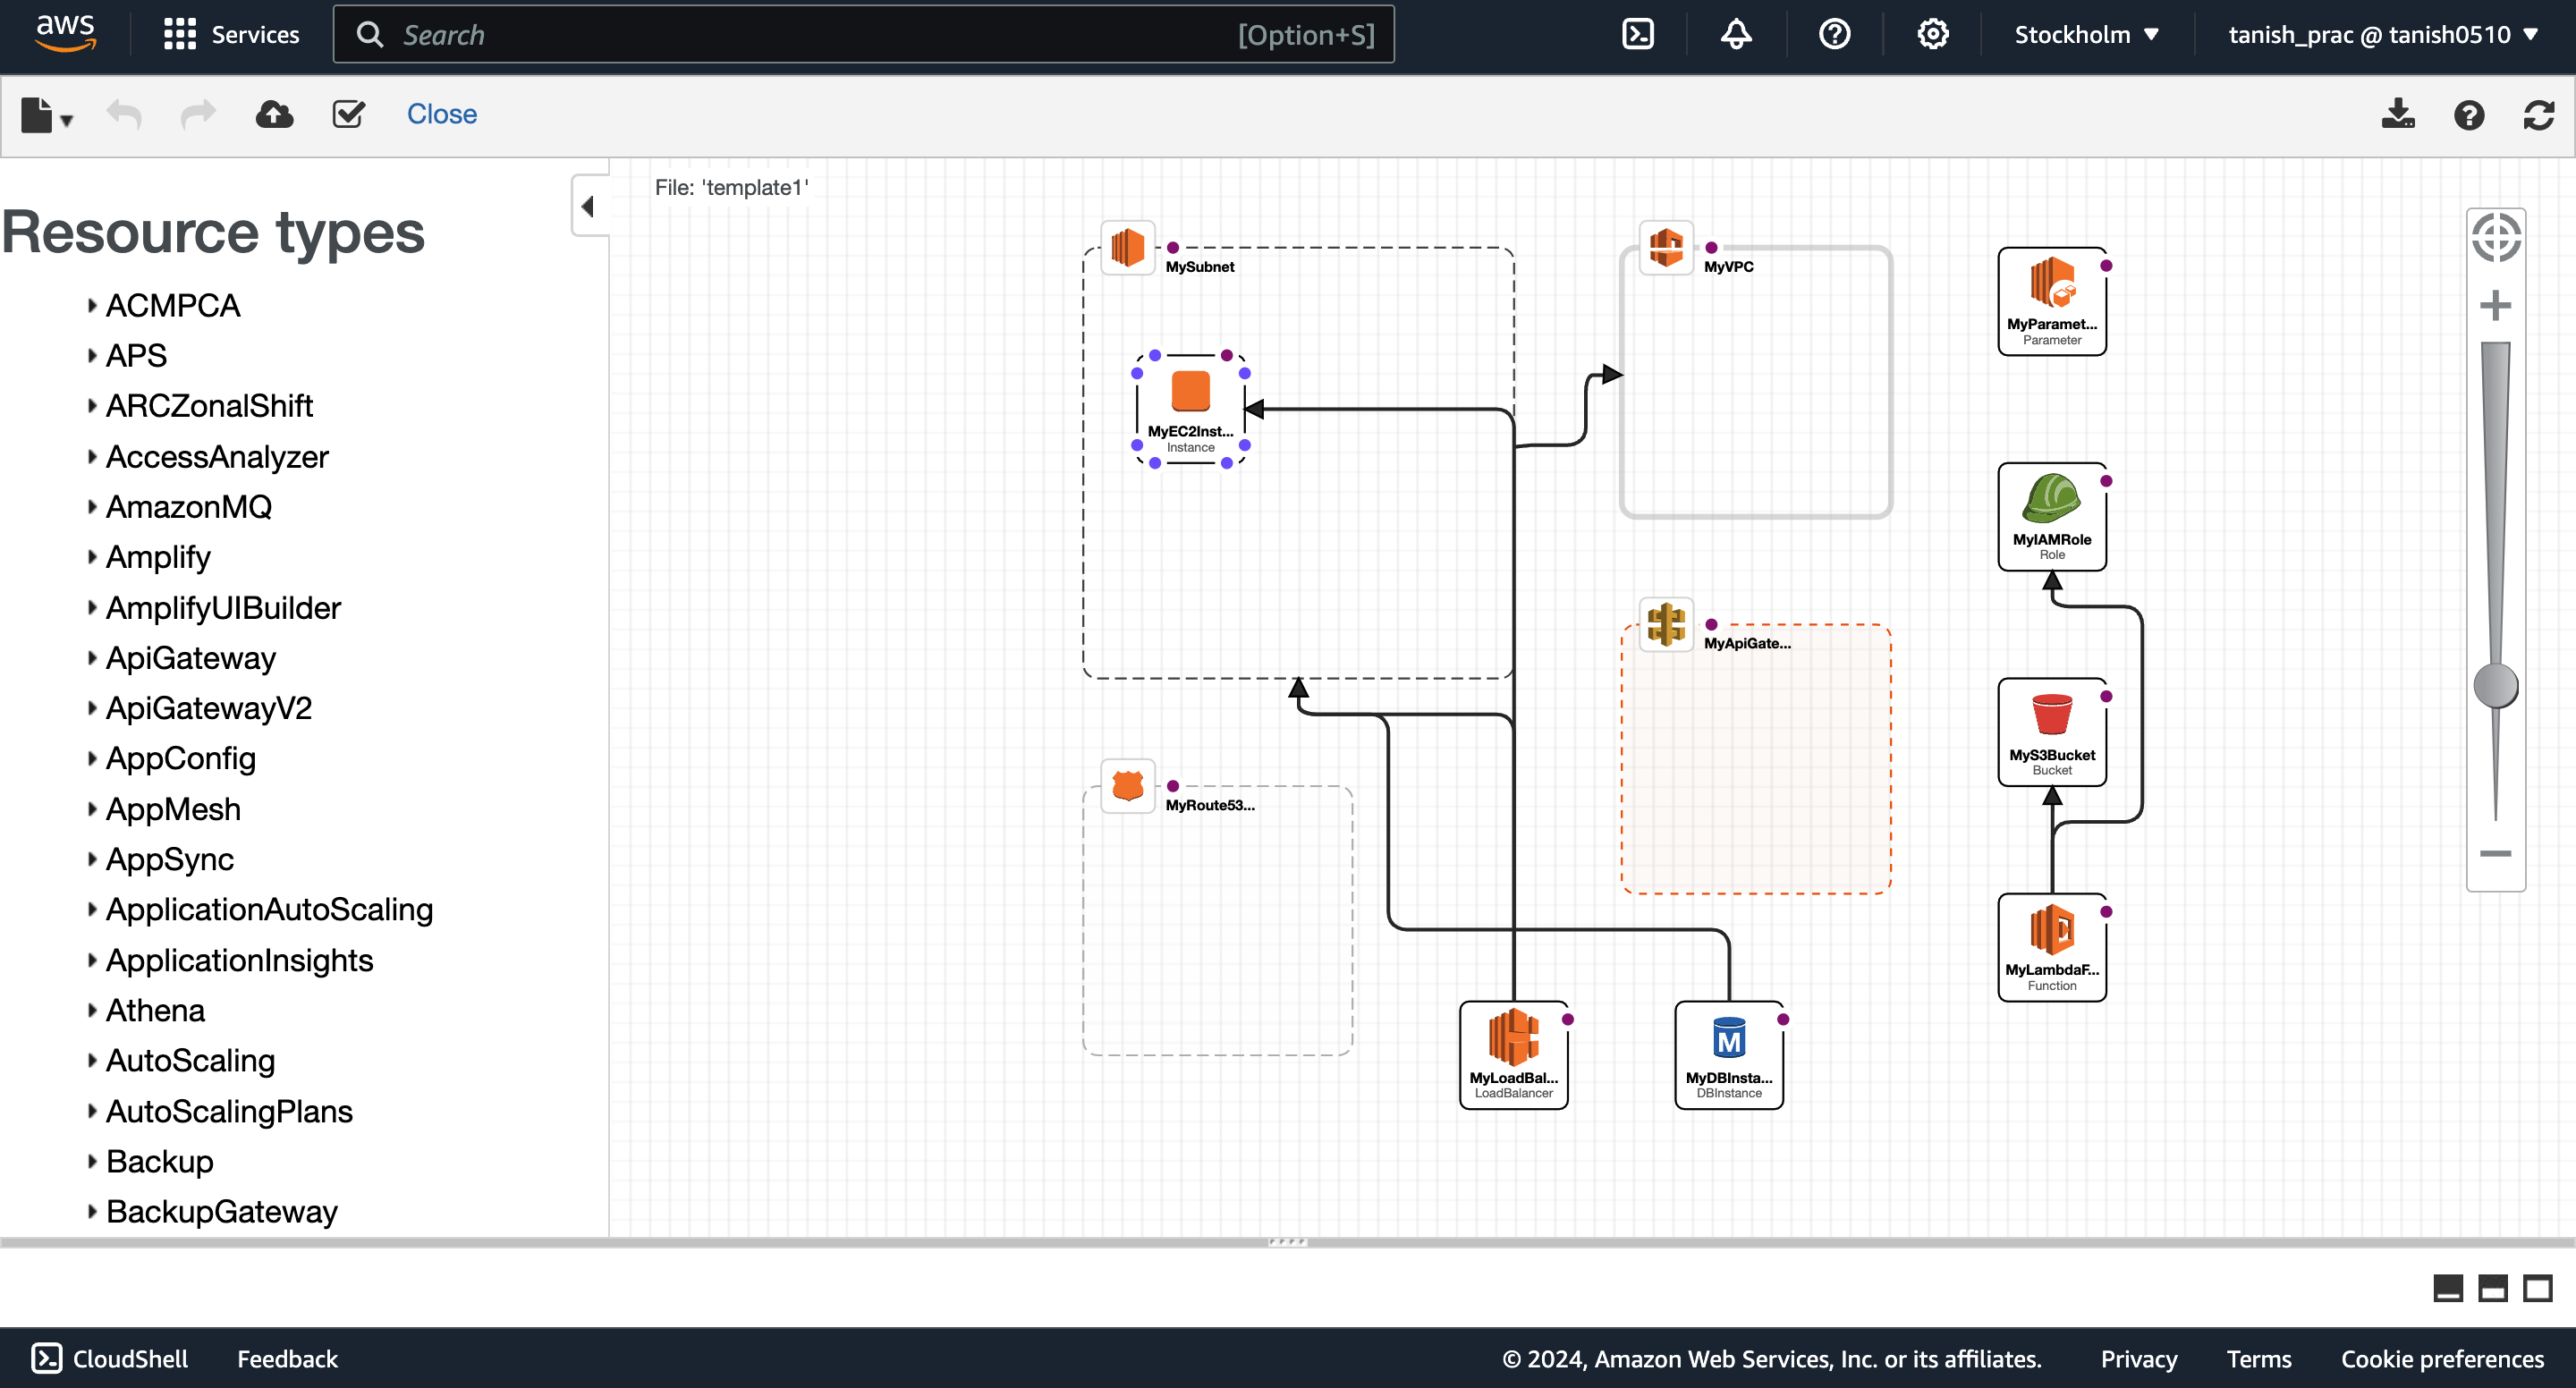 aws
Services
Search
[Option+S]
Stockholm ▼
tanish_prac @ tanish0510 ▼
Close
Resource types
ACMPCA
APS
ARCZonalShift
AccessAnalyzer
AmazonMQ
Amplify
AmplifyUIBuilder
ApiGateway
ApiGatewayV2
AppConfig
AppMesh
AppSync
ApplicationAutoScaling
ApplicationInsights
Athena
AutoScaling
AutoScalingPlans
Backup
BackupGateway
File: 'template1'
MySubnet
MyEC2Inst...
Instance
MyVPC
MyParamet...
Parameter
MyIAMRole
Role
MyApiGate...
MyS3Bucket
Bucket
MyRoute53...
MyLambdaF...
Function
MyLoadBal...
LoadBalancer
M
MyDBInsta...
DBInstance
CloudShell
Feedback
© 2024, Amazon Web Services, Inc. or its affiliates.
Privacy
Terms
Cookie preferences